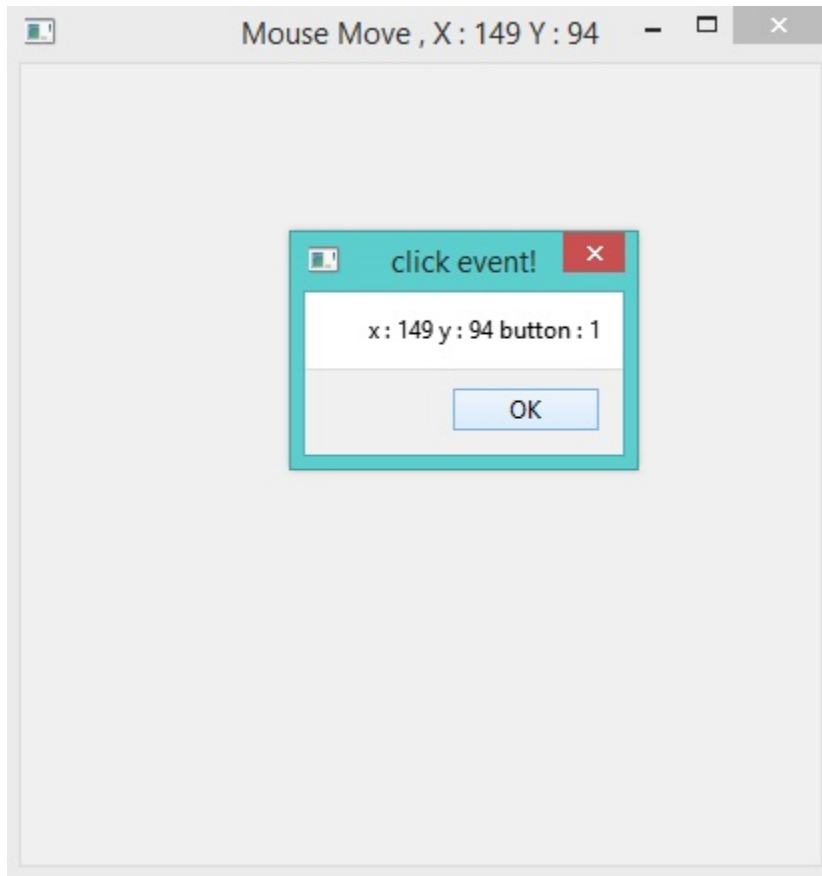 Mouse Move , X : 149 Y : 94
click event!
x : 149 y : 94 button : 1
OK